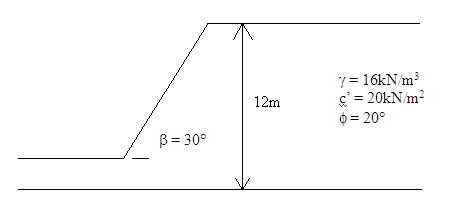 γ = 16kN/m³
c' = 20kN/m²
ϕ = 20°
12m
β = 30°